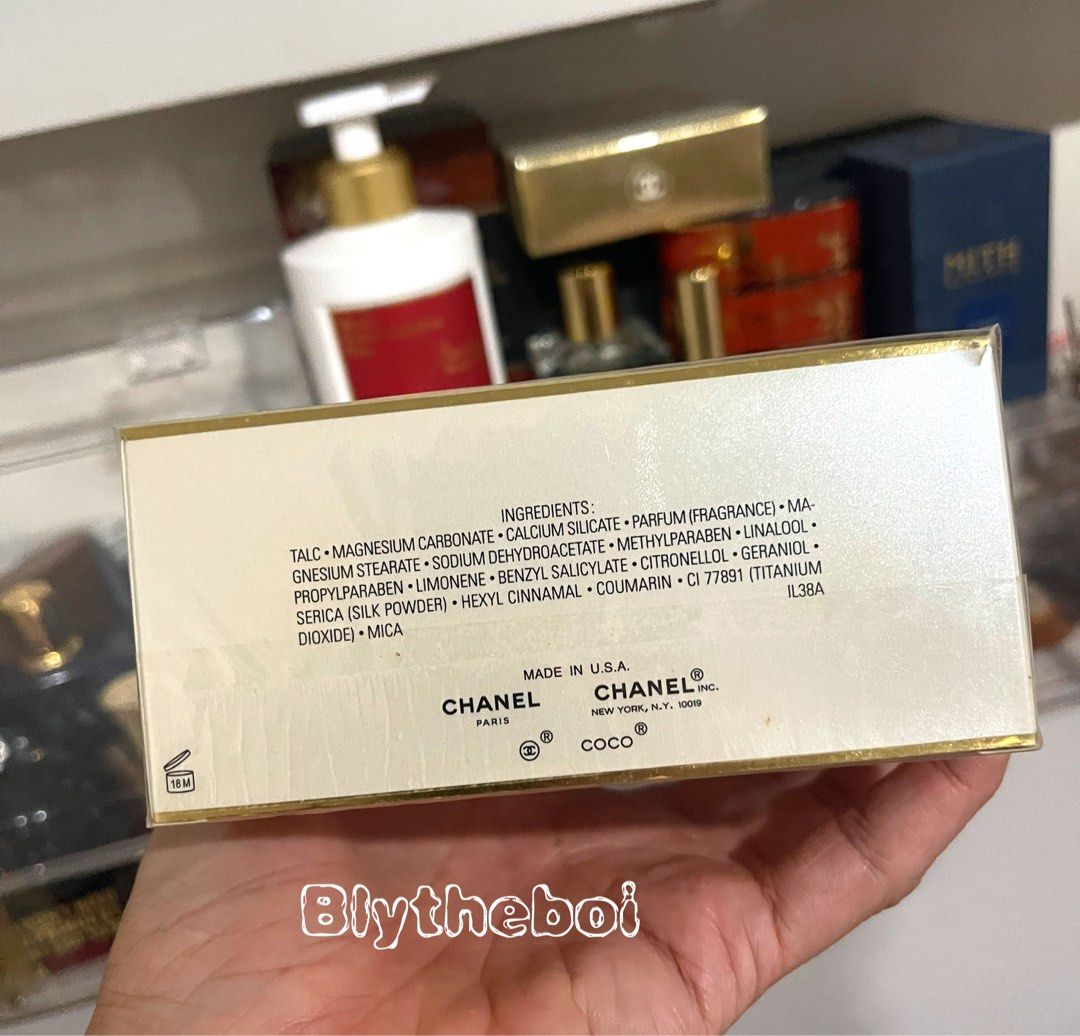 MITH
INGREDIENTS:
TALC • MAGNESIUM CARBONATE • CALCIUM SILICATE • PARFUM (FRAGRANCE) • MA-
GNESIUM STEARATE • SODIUM DEHYDROACETATE • METHYLPARABEN • LINALOOL •
PROPYLPARABEN • LIMONENE • BENZYL SALICYLATE • CITRONELLOL • GERANIOL •
SERICA (SILK POWDER) • HEXYL CINNAMAL • COUMARIN • CI 77891 (TITANIUM
DIOXIDE) • MICA
IL38A
MADE IN U.S.A.
CHANEL
PARIS
CHANEL® INC.
NEW YORK, N.Y. 10019
®
COCO®
18 M
Blytheboi